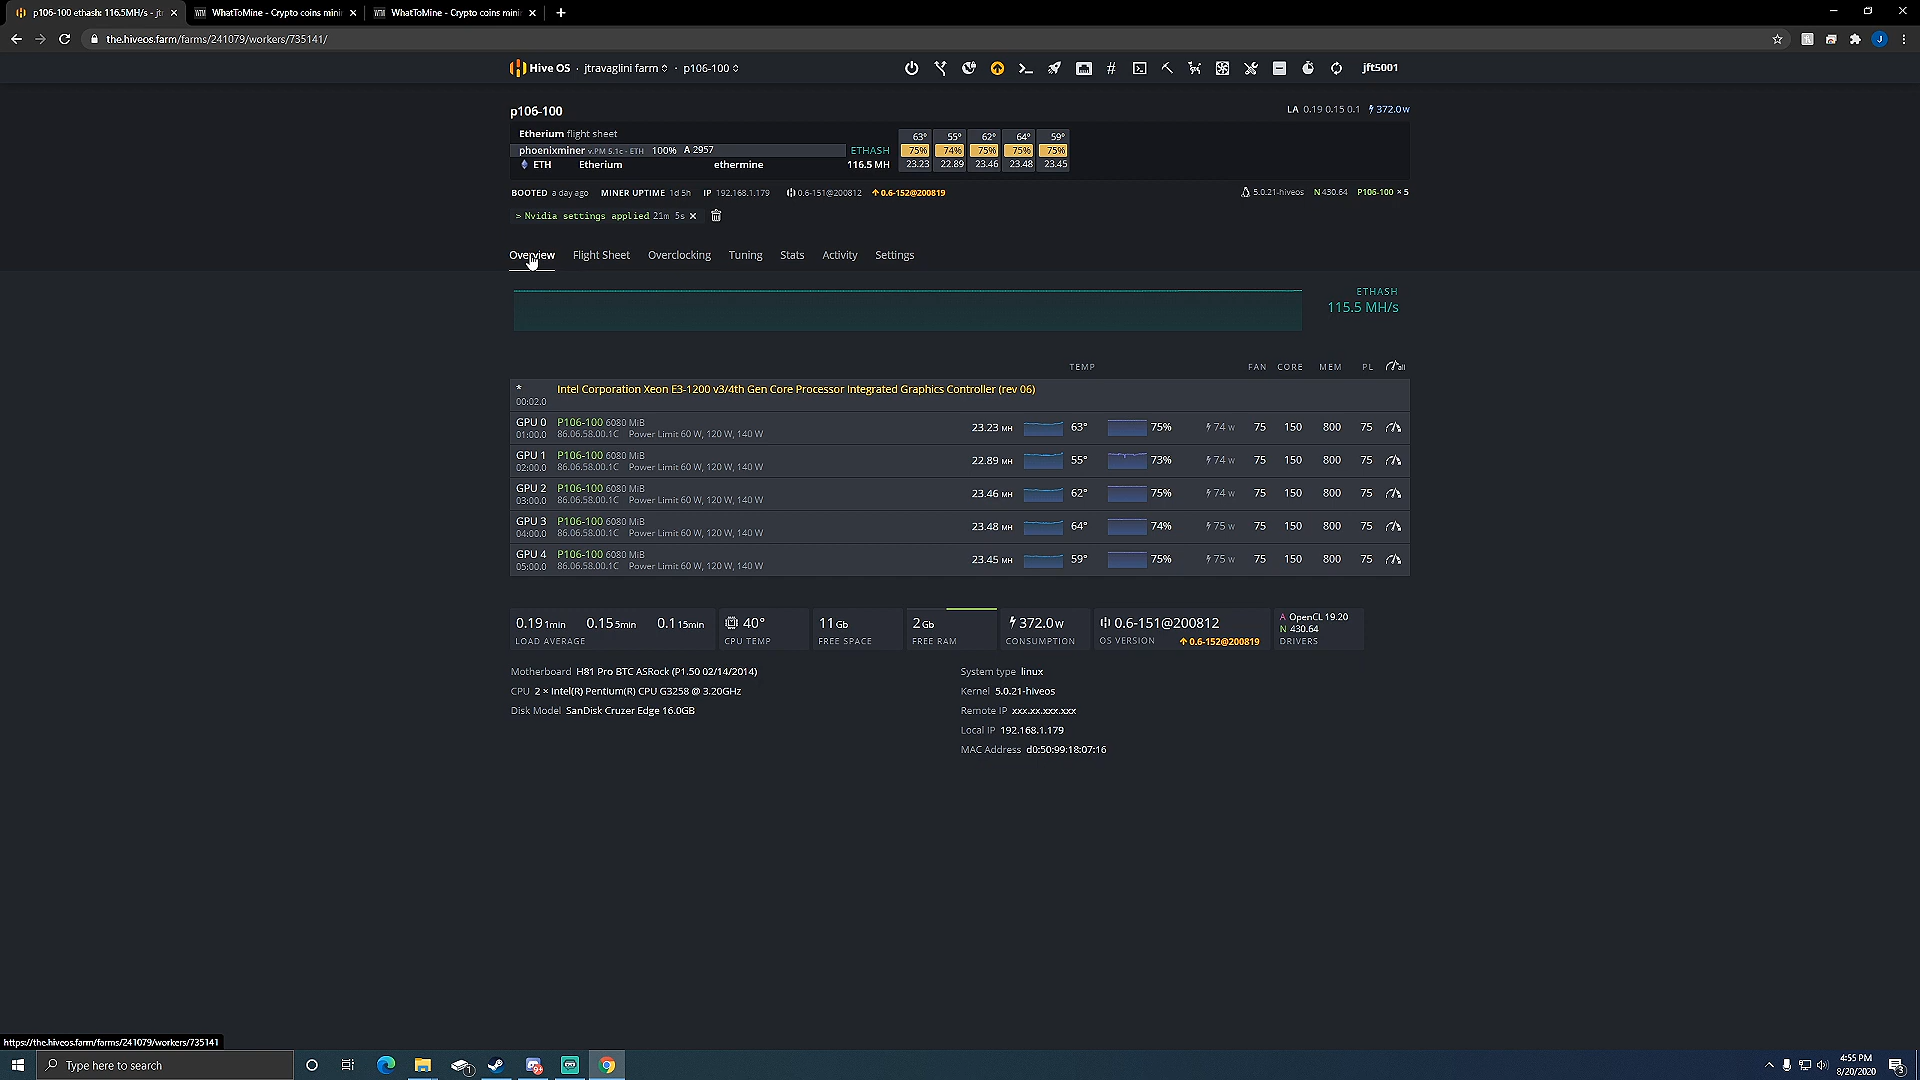 p106-100 ethash: 116.5MH/s - jt
WhatToMine - Crypto coins mini
WhatToMine - Crypto coins mini
the.hiveos.farm/farms/241079/workers/735141/
J
Hive OS · jtravaglini farm · p106-100
jft5001
p106-100
LA 0.19 0.15 0.1 372.0 w
Etherium flight sheet
63° 55° 62° 64° 59°
phoenixminer v.PM 5.1c - ETH 100% A 2957 ETHASH 75% 74% 75% 75% 75%
ETH Etherium ethermine 116.5 MH 23.23 22.89 23.46 23.48 23.45
BOOTED a day ago MINER UPTIME 1d 5h IP 192.168.1.179 0.6-151@200812 0.6-152@200819 5.0.21-hiveos N 430.64 P106-100 × 5
> Nvidia settings applied 21m 5s ×
Overview Flight Sheet Overclocking Tuning Stats Activity Settings
ETHASH
115.5 MH/s
TEMP FAN CORE MEM PL all
* Intel Corporation Xeon E3-1200 v3/4th Gen Core Processor Integrated Graphics Controller (rev 06)
00:02.0
GPU 0 P106-100 6080 MiB 23.23 MH 63° 75% 74 w 75 150 800 75
01:00.0 86.06.58.00.1C Power Limit 60 W, 120 W, 140 W
GPU 1 P106-100 6080 MiB 22.89 MH 55° 73% 74 w 75 150 800 75
02:00.0 86.06.58.00.1C Power Limit 60 W, 120 W, 140 W
GPU 2 P106-100 6080 MiB 23.46 MH 62° 75% 74 w 75 150 800 75
03:00.0 86.06.58.00.1C Power Limit 60 W, 120 W, 140 W
GPU 3 P106-100 6080 MiB 23.48 MH 64° 74% 75 w 75 150 800 75
04:00.0 86.06.58.00.1C Power Limit 60 W, 120 W, 140 W
GPU 4 P106-100 6080 MiB 23.45 MH 59° 75% 75 w 75 150 800 75
05:00.0 86.06.58.00.1C Power Limit 60 W, 120 W, 140 W
0.19 1min 0.15 5min 0.1 15min
LOAD AVERAGE
40°
CPU TEMP
11 Gb
FREE SPACE
2 Gb
FREE RAM
372.0 w
CONSUMPTION
0.6-151@200812
OS VERSION 0.6-152@200819
A OpenCL 19.20
N 430.64
DRIVERS
Motherboard H81 Pro BTC ASRock (P1.50 02/14/2014)
CPU 2 × Intel(R) Pentium(R) CPU G3258 @ 3.20GHz
Disk Model SanDisk Cruzer Edge 16.0GB
System type linux
Kernel 5.0.21-hiveos
Remote IP xxx.xx.xxx.xxx
Local IP 192.168.1.179
MAC Address d0:50:99:18:07:16
https://the.hiveos.farm/farms/241079/workers/735141
Type here to search
4:55 PM
8/20/2020